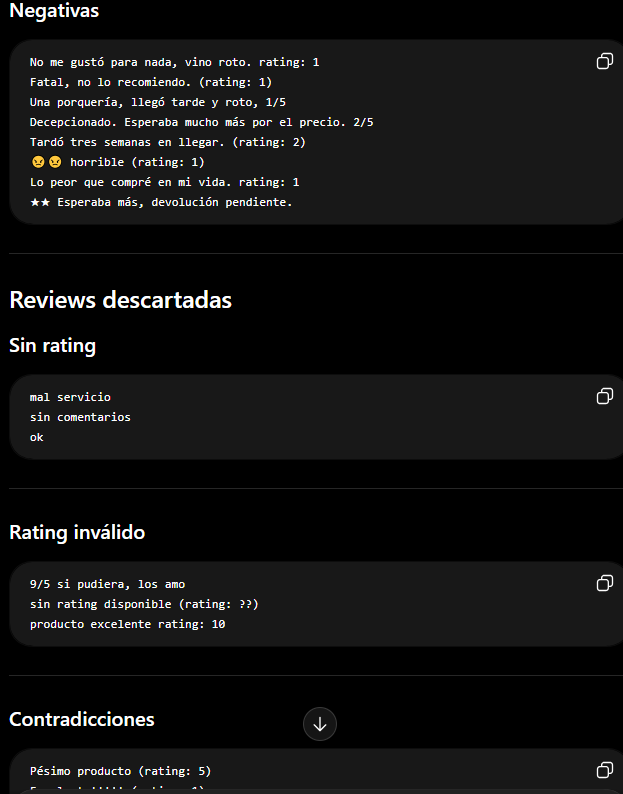 Negativas
No me gustó para nada, vino roto. rating: 1
Fatal, no lo recomiendo. (rating: 1)
Una porquería, llegó tarde y roto, 1/5
Decepcionado. Esperaba mucho más por el precio. 2/5
Tardó tres semanas en llegar. (rating: 2)
😠😠 horrible (rating: 1)
Lo peor que compré en mi vida. rating: 1
★★ Esperaba más, devolución pendiente.
Reviews descartadas
Sin rating
mal servicio
sin comentarios
ok
Rating inválido
9/5 si pudiera, los amo
sin rating disponible (rating: ??)
producto excelente rating: 10
Contradicciones
Pésimo producto (rating: 5)